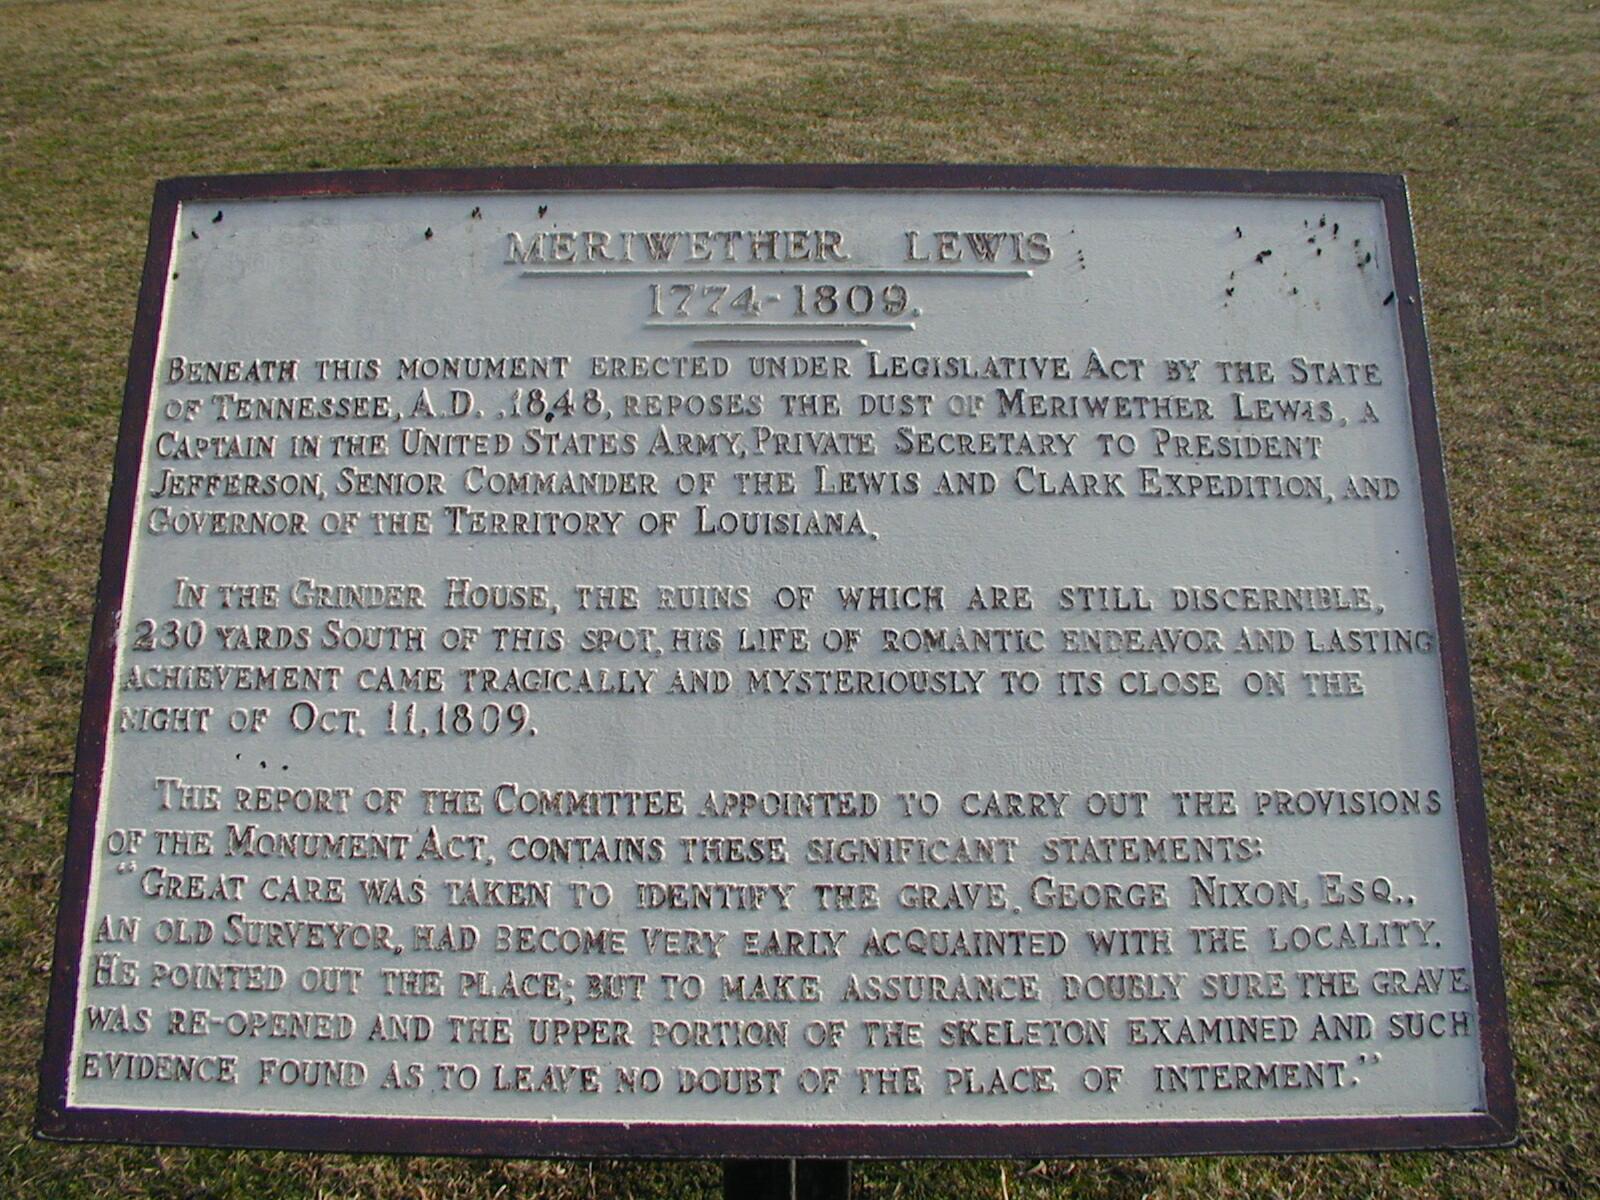 MERIWETHER LEWIS
1774-1809.
BENEATH THIS MONUMENT ERECTED UNDER LEGISLATIVE ACT BY THE STATE
OF TENNESSEE, A.D. 1848, REPOSES THE DUST OF MERIWETHER LEWIS, A
CAPTAIN IN THE UNITED STATES ARMY, PRIVATE SECRETARY TO PRESIDENT
JEFFERSON, SENIOR COMMANDER OF THE LEWIS AND CLARK EXPEDITION, AND
GOVERNOR OF THE TERRITORY OF LOUISIANA.
IN THE GRINDER HOUSE, THE RUINS OF WHICH ARE STILL DISCERNIBLE,
230 YARDS SOUTH OF THIS SPOT, HIS LIFE OF ROMANTIC ENDEAVOR AND LASTING
ACHIEVEMENT CAME TRAGICALLY AND MYSTERIOUSLY TO ITS CLOSE ON THE
NIGHT OF OCT. 11, 1809.
THE REPORT OF THE COMMITTEE APPOINTED TO CARRY OUT THE PROVISIONS
OF THE MONUMENT ACT, CONTAINS THESE SIGNIFICANT STATEMENTS:
"GREAT CARE WAS TAKEN TO IDENTIFY THE GRAVE. GEORGE NIXON, ESQ.,
AN OLD SURVEYOR, HAD BECOME VERY EARLY ACQUAINTED WITH THE LOCALITY.
HE POINTED OUT THE PLACE; BUT TO MAKE ASSURANCE DOUBLY SURE THE GRAVE
WAS RE-OPENED AND THE UPPER PORTION OF THE SKELETON EXAMINED AND SUCH
EVIDENCE FOUND AS TO LEAVE NO DOUBT OF THE PLACE OF INTERMENT."